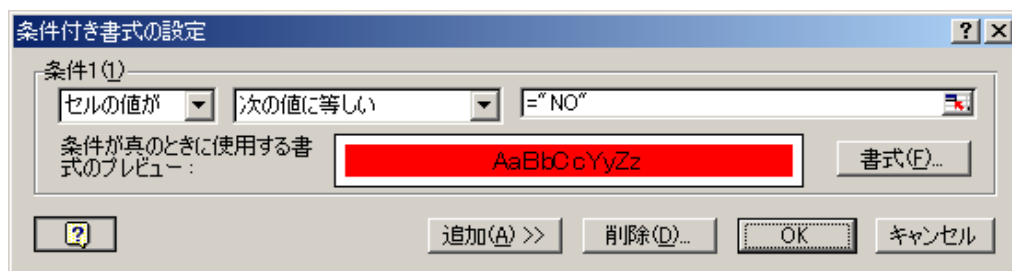 条件付き書式の設定
条件1(1)
セルの値が 次の値に等しい ="NO"
条件が真のときに使用する書
式のプレビュー：
AaBbCcYyZz
書式(F)...
追加(A) >> 削除(D)... OK キャンセル